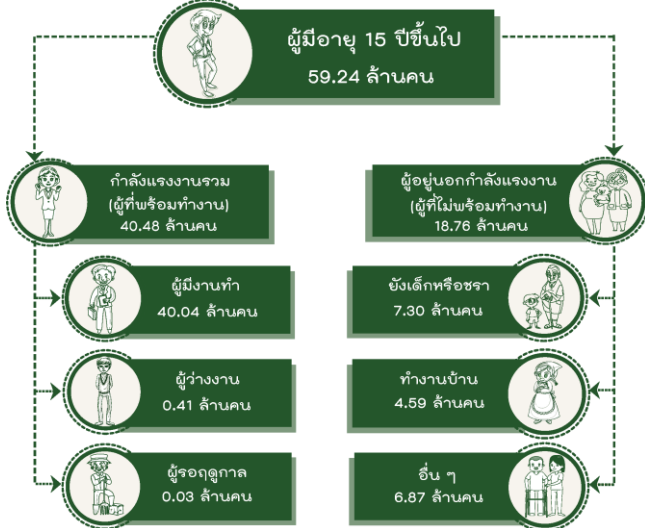 ผู้มีอายุ 15 ปีขึ้นไป
59.24 ล้านคน
กำลังแรงงานรวม
(ผู้ที่พร้อมทำงาน)
40.48 ล้านคน
ผู้อยู่นอกกำลังแรงงาน
(ผู้ที่ไม่พร้อมทำงาน)
18.76 ล้านคน
ผู้มีงานทำ
40.04 ล้านคน
ยังเด็กหรือชรา
7.30 ล้านคน
ผู้ว่างงาน
0.41 ล้านคน
ทำงานบ้าน
4.59 ล้านคน
ผู้รอฤดูกาล
0.03 ล้านคน
อื่น ๆ
6.87 ล้านคน